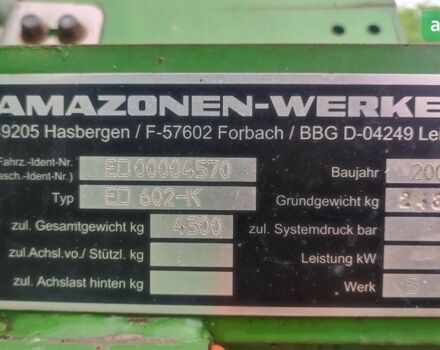 AMAZONEN-WERKE
49205 Hasbergen / F-57602 Forbach / BBG D-04249 Le
Fahrz.-Ident-Nr. ED00004570
Masch.-Ident.-Nr. Baujahr 200
Typ ED 602-K Grundgewicht kg
zul. Gesamtgewicht kg 4300 zul. Systemdruck bar
zul. Achsl.vo./ Stützl. kg Leistung kW
zul. Achslast hinten kg Werk 5